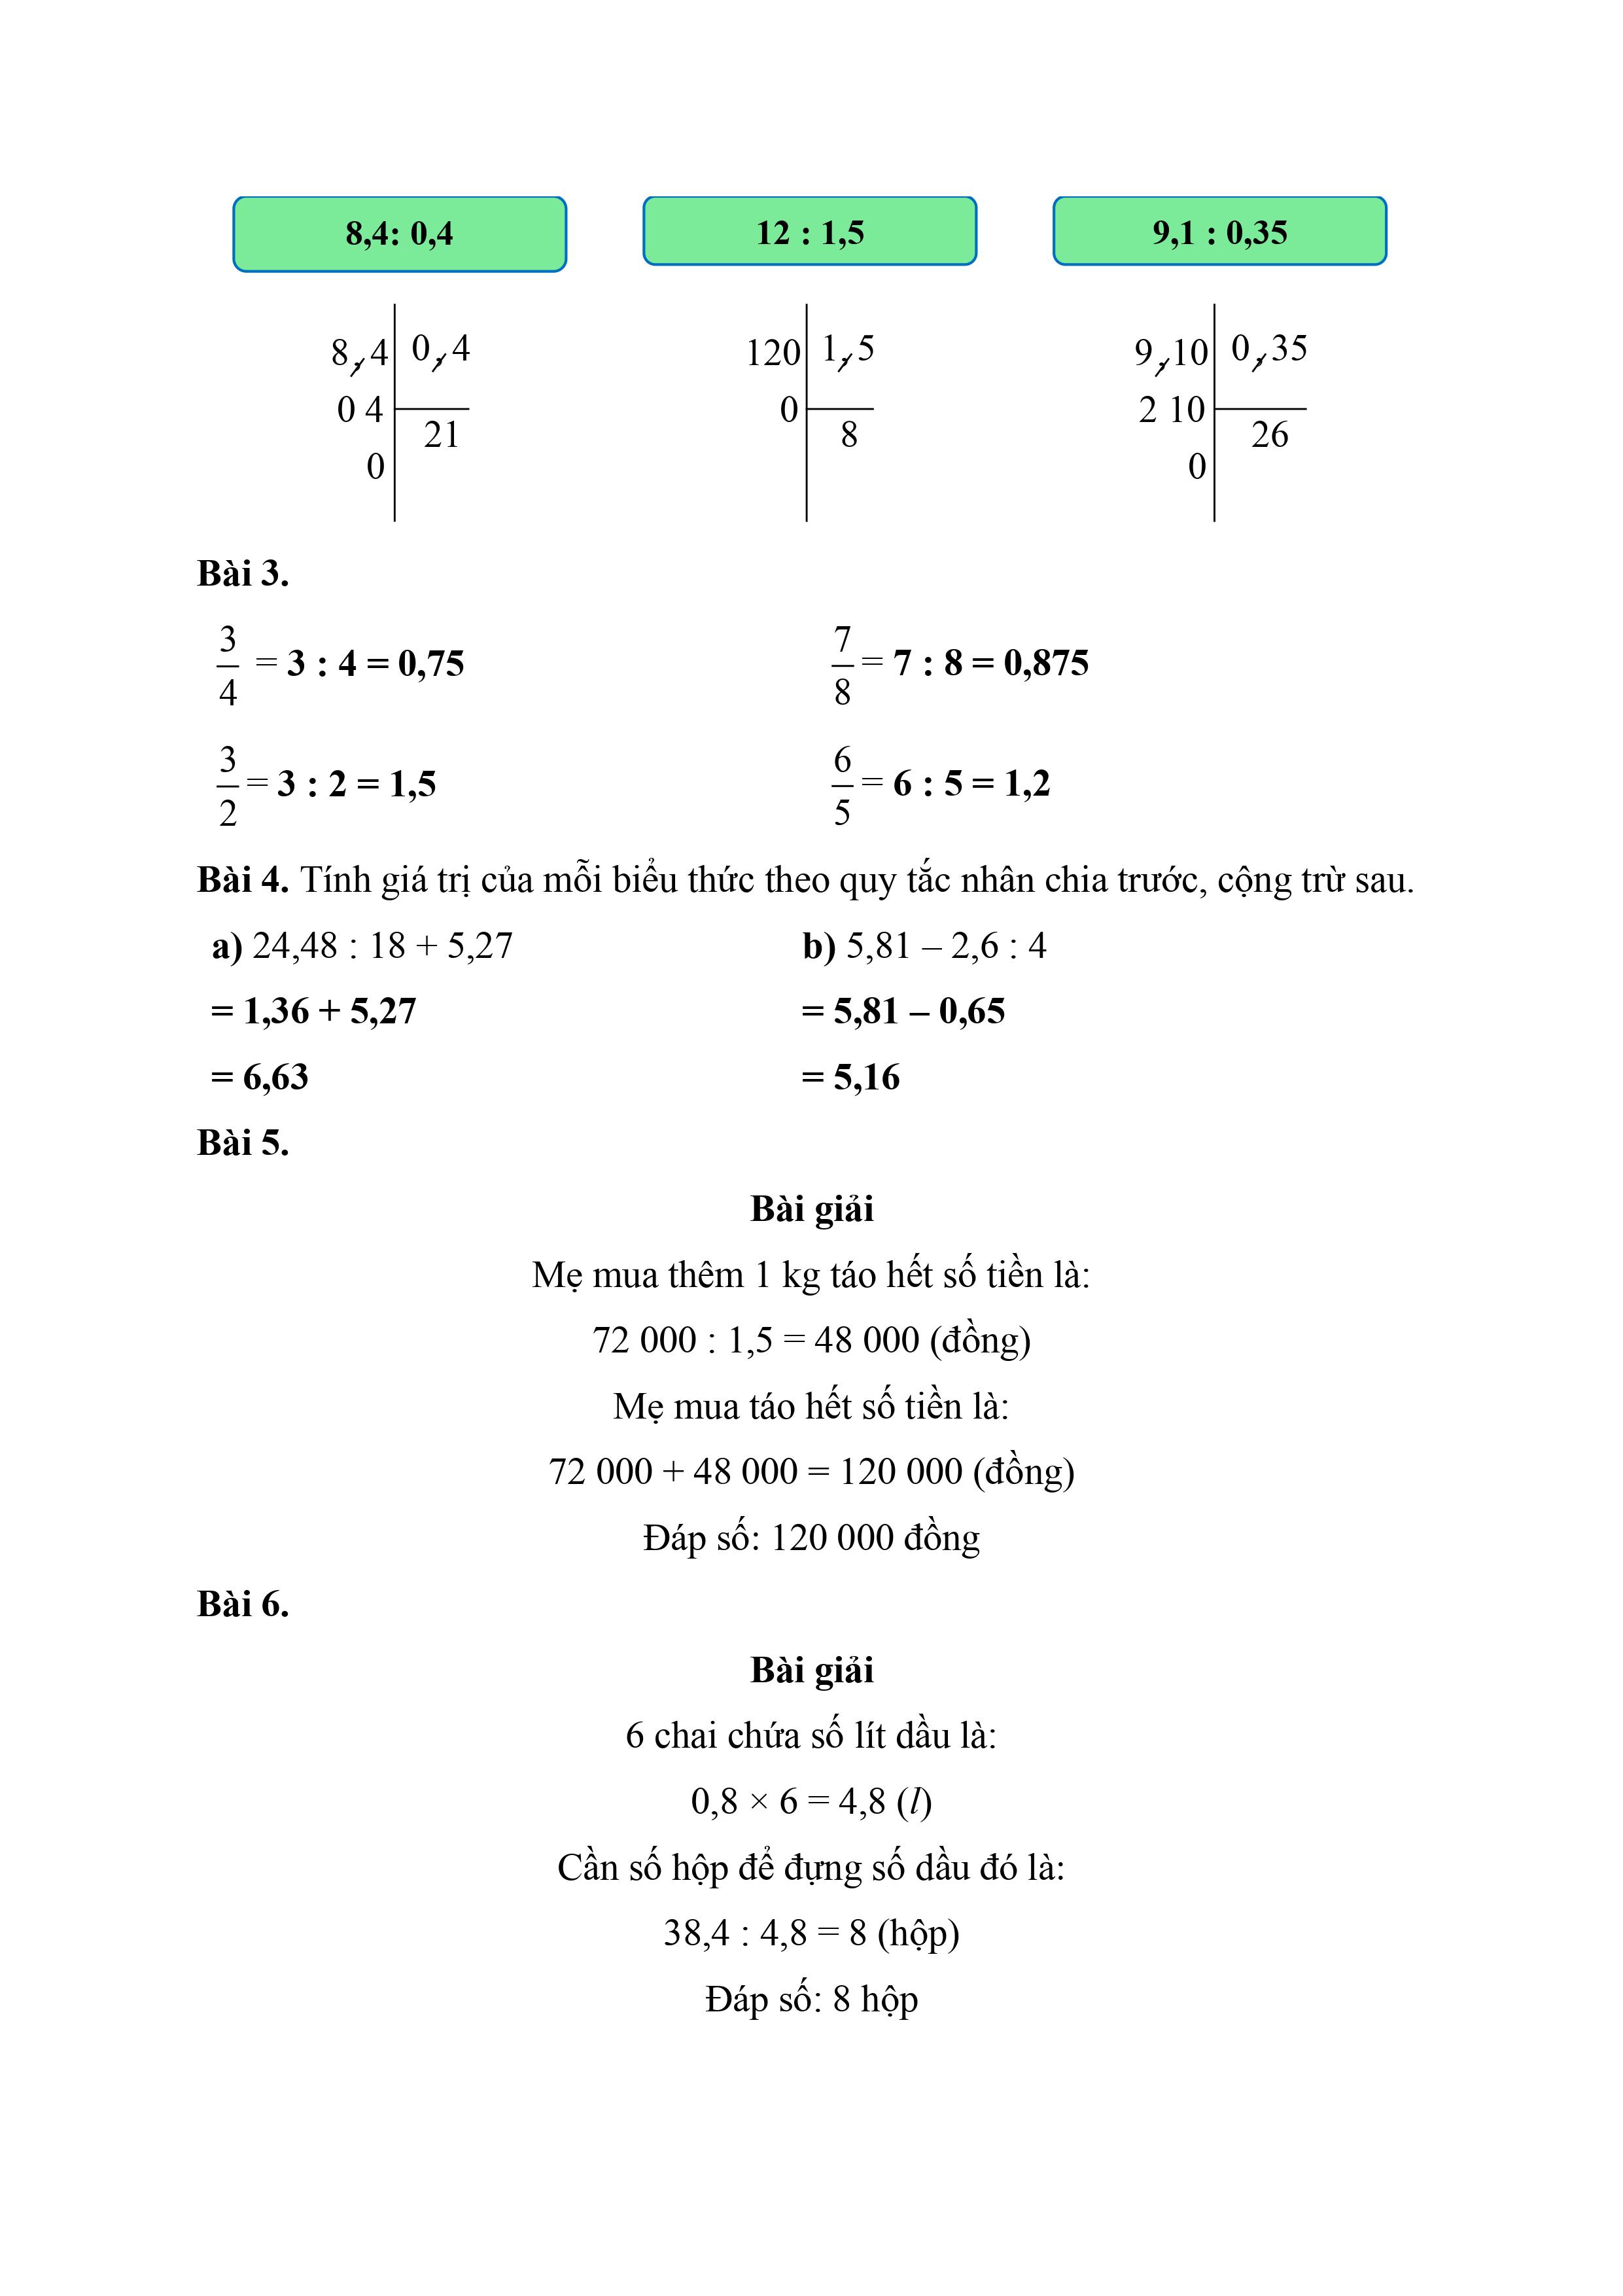 8,4: 0,4
12 : 1,5
9,1 : 0,35
8,4 0,4
0 4
21
0
120 1,5
0
8
9,10 0,35
2 10
26
0
Bài 3.
3/4 = 3 : 4 = 0,75
7/8 = 7 : 8 = 0,875
3/2 = 3 : 2 = 1,5
6/5 = 6 : 5 = 1,2
Bài 4. Tính giá trị của mỗi biểu thức theo quy tắc nhân chia trước, cộng trừ sau.
a) 24,48 : 18 + 5,27
b) 5,81 – 2,6 : 4
= 1,36 + 5,27
= 5,81 – 0,65
= 6,63
= 5,16
Bài 5.
Bài giải
Mẹ mua thêm 1 kg táo hết số tiền là:
72 000 : 1,5 = 48 000 (đồng)
Mẹ mua táo hết số tiền là:
72 000 + 48 000 = 120 000 (đồng)
Đáp số: 120 000 đồng
Bài 6.
Bài giải
6 chai chứa số lít dầu là:
0,8 × 6 = 4,8 (l)
Cần số hộp để đựng số dầu đó là:
38,4 : 4,8 = 8 (hộp)
Đáp số: 8 hộp